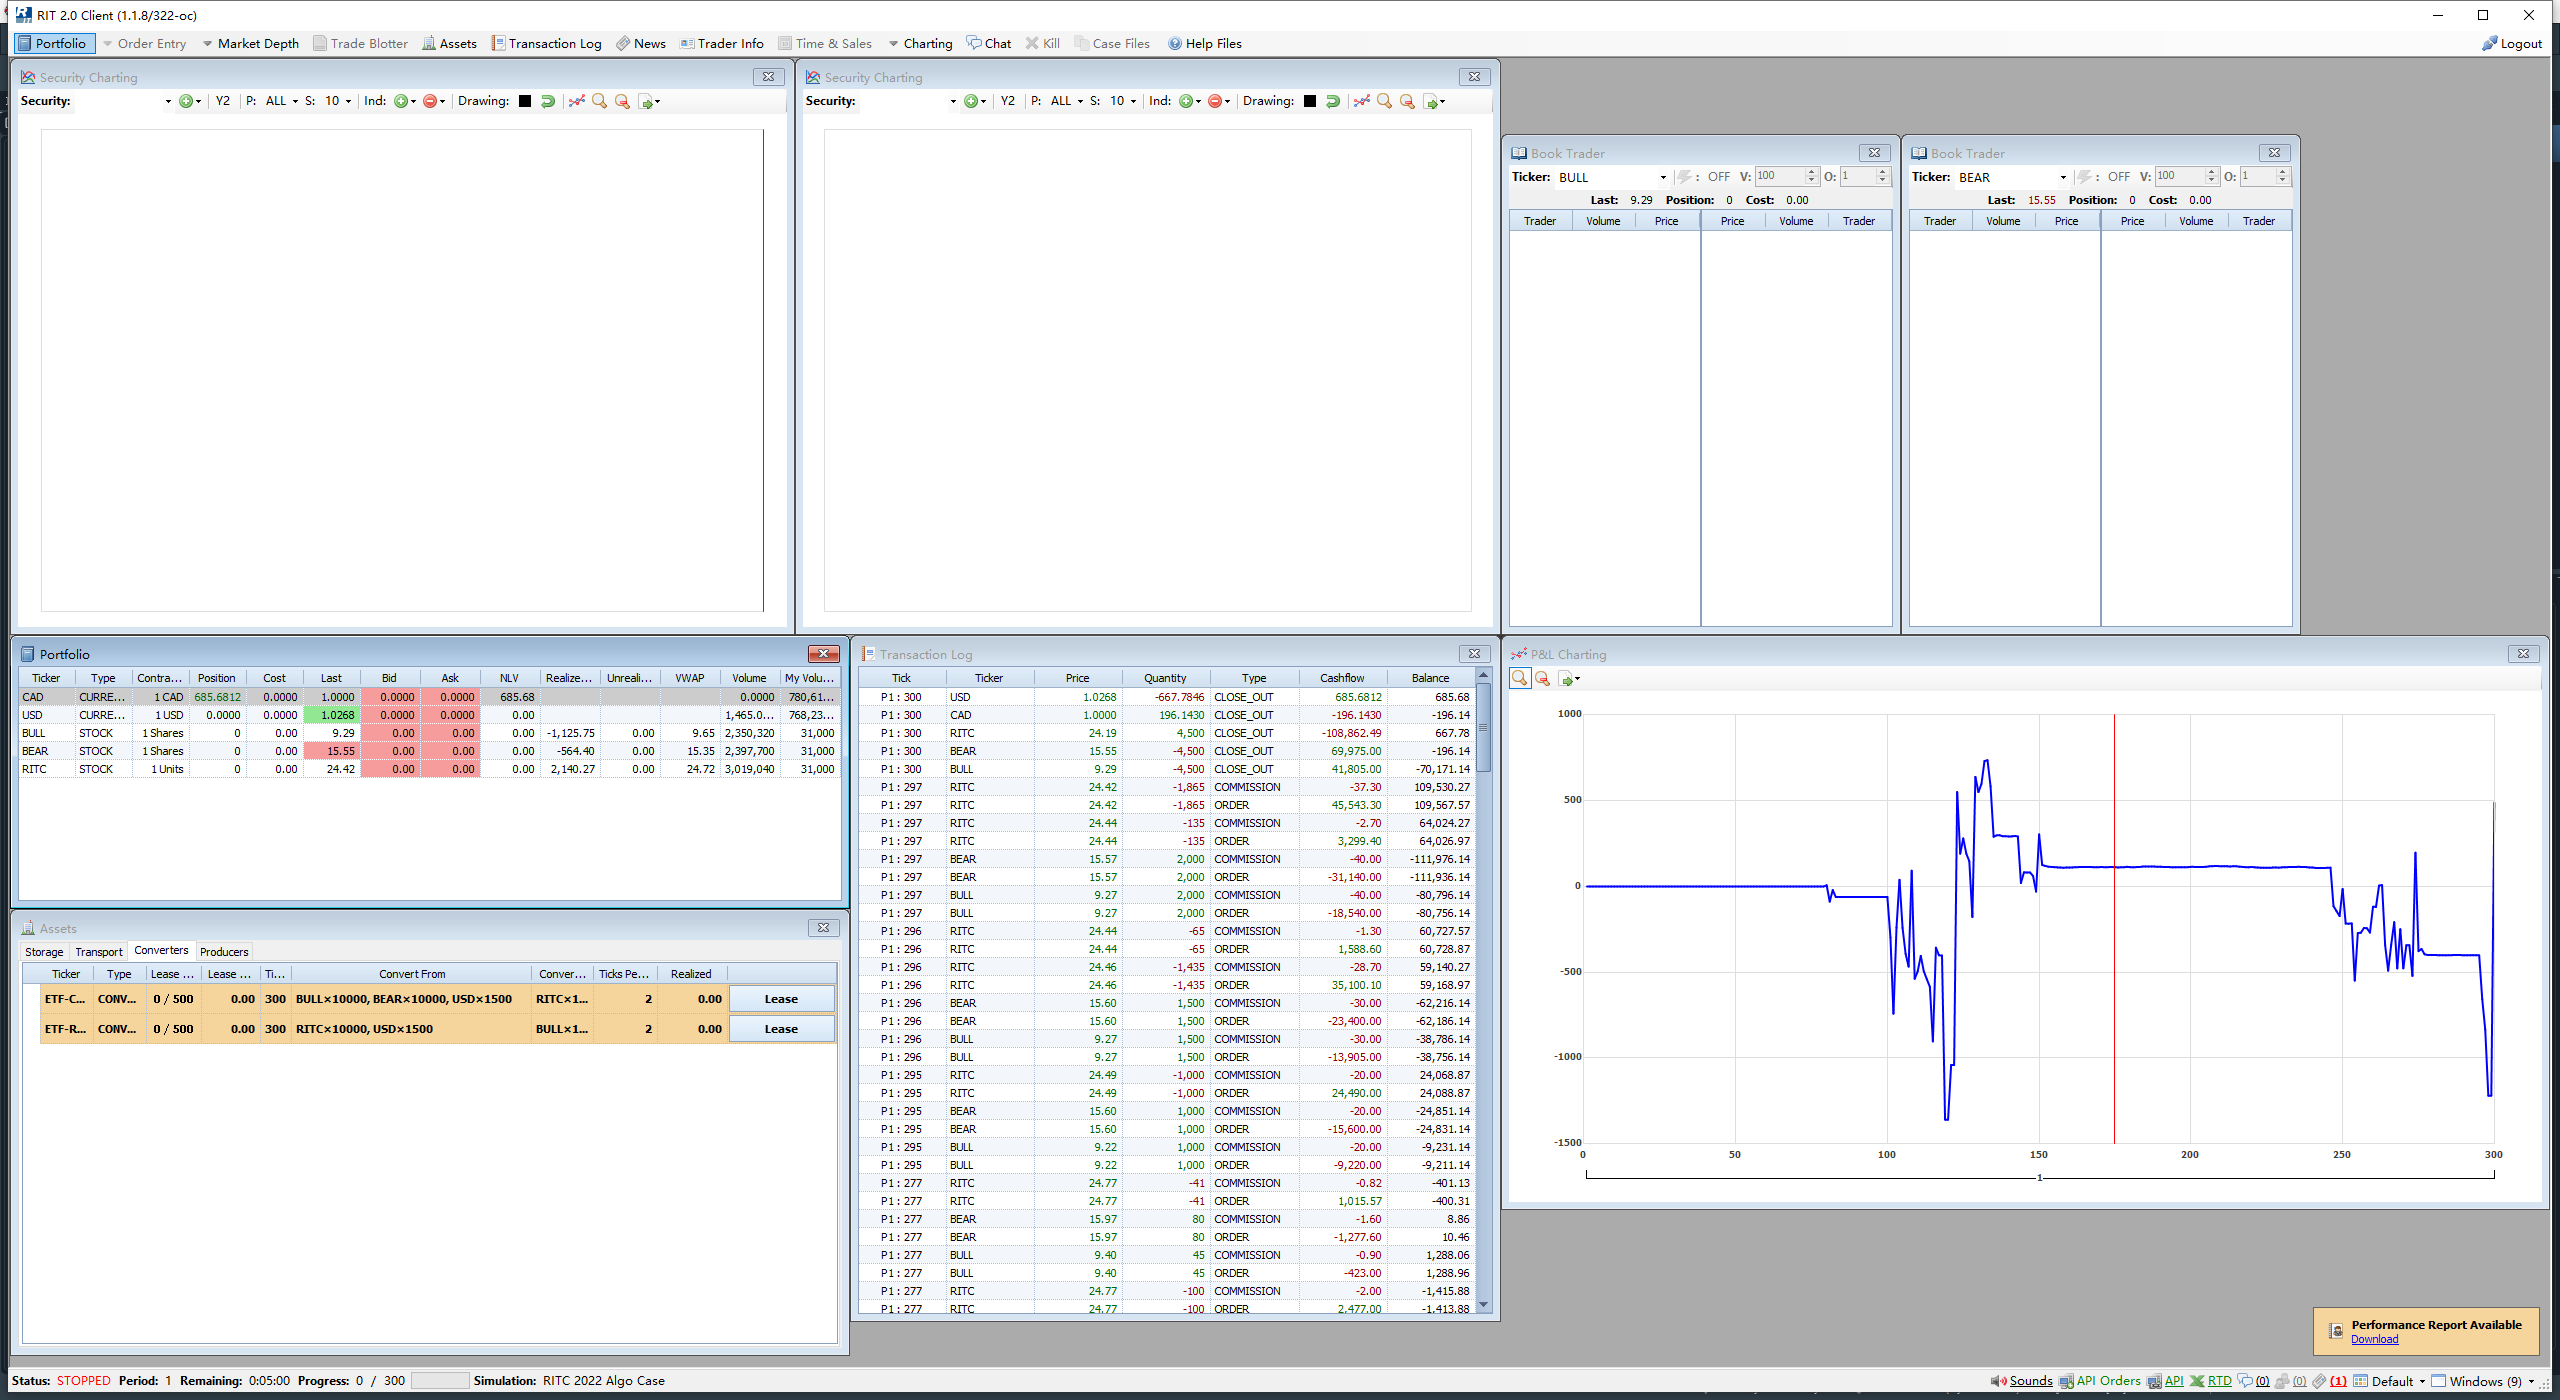 RIT 2.0 Client (1.1.8/322-oc)
Portfolio Order Entry Market Depth Trade Blotter Assets Transaction Log News Trader Info Time & Sales Charting Chat Kill Case Files Help Files Logout
Security Charting
Security: Y2 P: ALL S: 10 Ind: Drawing:
Security Charting
Security: Y2 P: ALL S: 10 Ind: Drawing:
Book Trader
Ticker: BULL : OFF V: 100 O: 1
Last: 9.29 Position: 0 Cost: 0.00
Trader Volume Price Price Volume Trader
Book Trader
Ticker: BEAR : OFF V: 100 O: 1
Last: 15.55 Position: 0 Cost: 0.00
Trader Volume Price Price Volume Trader
Portfolio
Ticker Type Contra... Position Cost Last Bid Ask NLV Realize... Unreali... VWAP Volume My Volu...
CAD CURRE... 1 CAD 685.6812 0.0000 1.0000 0.0000 0.0000 685.68 0.0000 780,61...
USD CURRE... 1 USD 0.0000 0.0000 1.0268 0.0000 0.0000 0.00 1,465.0... 768,23...
BULL STOCK 1 Shares 0 0.00 9.29 0.00 0.00 0.00 -1,125.75 0.00 9.65 2,350,320 31,000
BEAR STOCK 1 Shares 0 0.00 15.55 0.00 0.00 0.00 -564.40 0.00 15.35 2,397,700 31,000
RITC STOCK 1 Units 0 0.00 24.42 0.00 0.00 0.00 2,140.27 0.00 24.72 3,019,040 31,000
Assets
Storage Transport Converters Producers
Ticker Type Lease ... Lease ... Ti... Convert From Conver... Ticks Pe... Realized
ETF-C... CONV... 0 / 500 0.00 300 BULL×10000, BEAR×10000, USD×1500 RITC×1... 2 0.00 Lease
ETF-R... CONV... 0 / 500 0.00 300 RITC×10000, USD×1500 BULL×1... 2 0.00 Lease
Transaction Log
Tick Ticker Price Quantity Type Cashflow Balance
P1 : 300 USD 1.0268 -667.7846 CLOSE_OUT 685.6812 685.68
P1 : 300 CAD 1.0000 196.1430 CLOSE_OUT -196.1430 -196.14
P1 : 300 RITC 24.19 4,500 CLOSE_OUT -108,862.49 667.78
P1 : 300 BEAR 15.55 -4,500 CLOSE_OUT 69,975.00 -196.14
P1 : 300 BULL 9.29 -4,500 CLOSE_OUT 41,805.00 -70,171.14
P1 : 297 RITC 24.42 -1,865 COMMISSION -37.30 109,530.27
P1 : 297 RITC 24.42 -1,865 ORDER 45,543.30 109,567.57
P1 : 297 RITC 24.44 -135 COMMISSION -2.70 64,024.27
P1 : 297 RITC 24.44 -135 ORDER 3,299.40 64,026.97
P1 : 297 BEAR 15.57 2,000 COMMISSION -40.00 -111,976.14
P1 : 297 BEAR 15.57 2,000 ORDER -31,140.00 -111,936.14
P1 : 297 BULL 9.27 2,000 COMMISSION -40.00 -80,796.14
P1 : 297 BULL 9.27 2,000 ORDER -18,540.00 -80,756.14
P1 : 296 RITC 24.44 -65 COMMISSION -1.30 60,727.57
P1 : 296 RITC 24.44 -65 ORDER 1,588.60 60,728.87
P1 : 296 RITC 24.46 -1,435 COMMISSION -28.70 59,140.27
P1 : 296 RITC 24.46 -1,435 ORDER 35,100.10 59,168.97
P1 : 296 BEAR 15.60 1,500 COMMISSION -30.00 -62,216.14
P1 : 296 BEAR 15.60 1,500 ORDER -23,400.00 -62,186.14
P1 : 296 BULL 9.27 1,500 COMMISSION -30.00 -38,786.14
P1 : 296 BULL 9.27 1,500 ORDER -13,905.00 -38,756.14
P1 : 295 RITC 24.49 -1,000 COMMISSION -20.00 24,068.87
P1 : 295 RITC 24.49 -1,000 ORDER 24,490.00 24,088.87
P1 : 295 BEAR 15.60 1,000 COMMISSION -20.00 -24,851.14
P1 : 295 BEAR 15.60 1,000 ORDER -15,600.00 -24,831.14
P1 : 295 BULL 9.22 1,000 COMMISSION -20.00 -9,231.14
P1 : 295 BULL 9.22 1,000 ORDER -9,220.00 -9,211.14
P1 : 277 RITC 24.77 -41 COMMISSION -0.82 -401.13
P1 : 277 RITC 24.77 -41 ORDER 1,015.57 -400.31
P1 : 277 BEAR 15.97 80 COMMISSION -1.60 8.86
P1 : 277 BEAR 15.97 80 ORDER -1,277.60 10.46
P1 : 277 BULL 9.40 45 COMMISSION -0.90 1,288.06
P1 : 277 BULL 9.40 45 ORDER -423.00 1,288.96
P1 : 277 RITC 24.77 -100 COMMISSION -2.00 -1,415.88
P1 : 277 RITC 24.77 -100 ORDER 2,477.00 -1,413.88
P&L Charting
1000
500
0
-500
-1000
-1500
0 50 100 150 200 250 300
1
Performance Report Available
Download
Status: STOPPED Period: 1 Remaining: 0:05:00 Progress: 0 / 300 Simulation: RITC 2022 Algo Case Sounds API Orders API RTD (0) (0) (1) Default Windows (9)